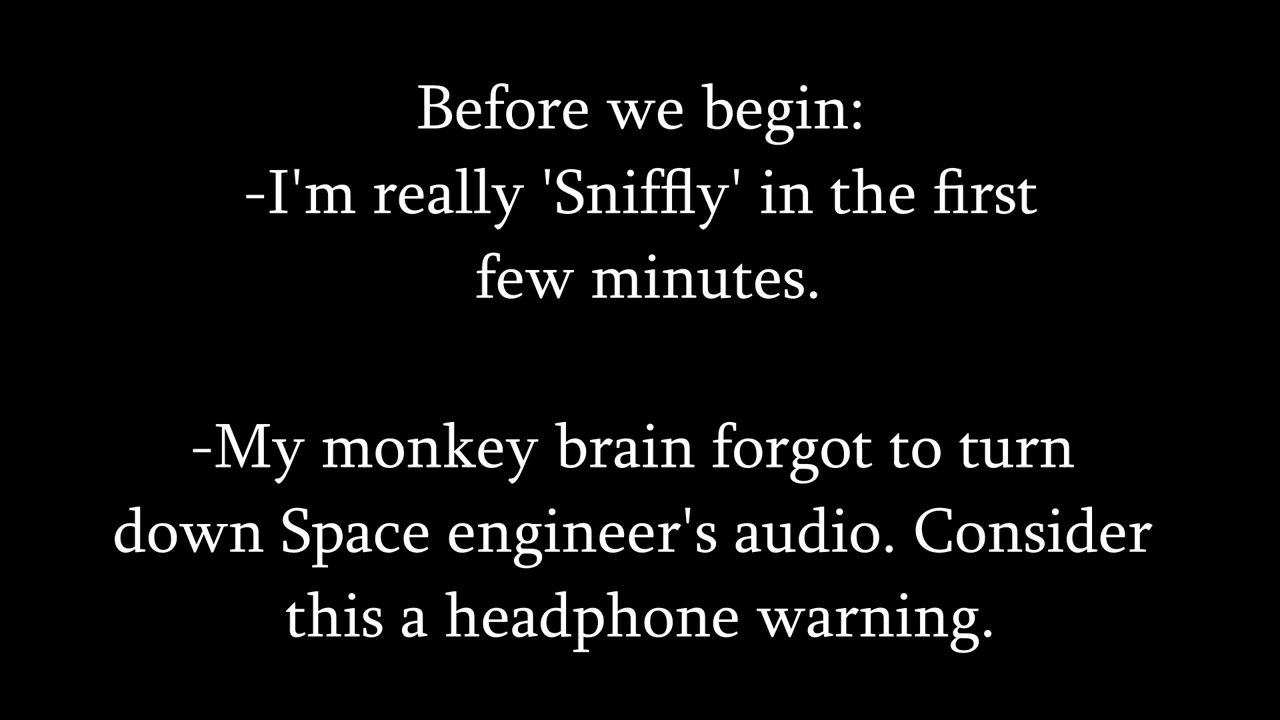 Before we begin:
-I'm really 'Sniffly' in the first
few minutes.
-My monkey brain forgot to turn
down Space engineer's audio. Consider
this a headphone warning.